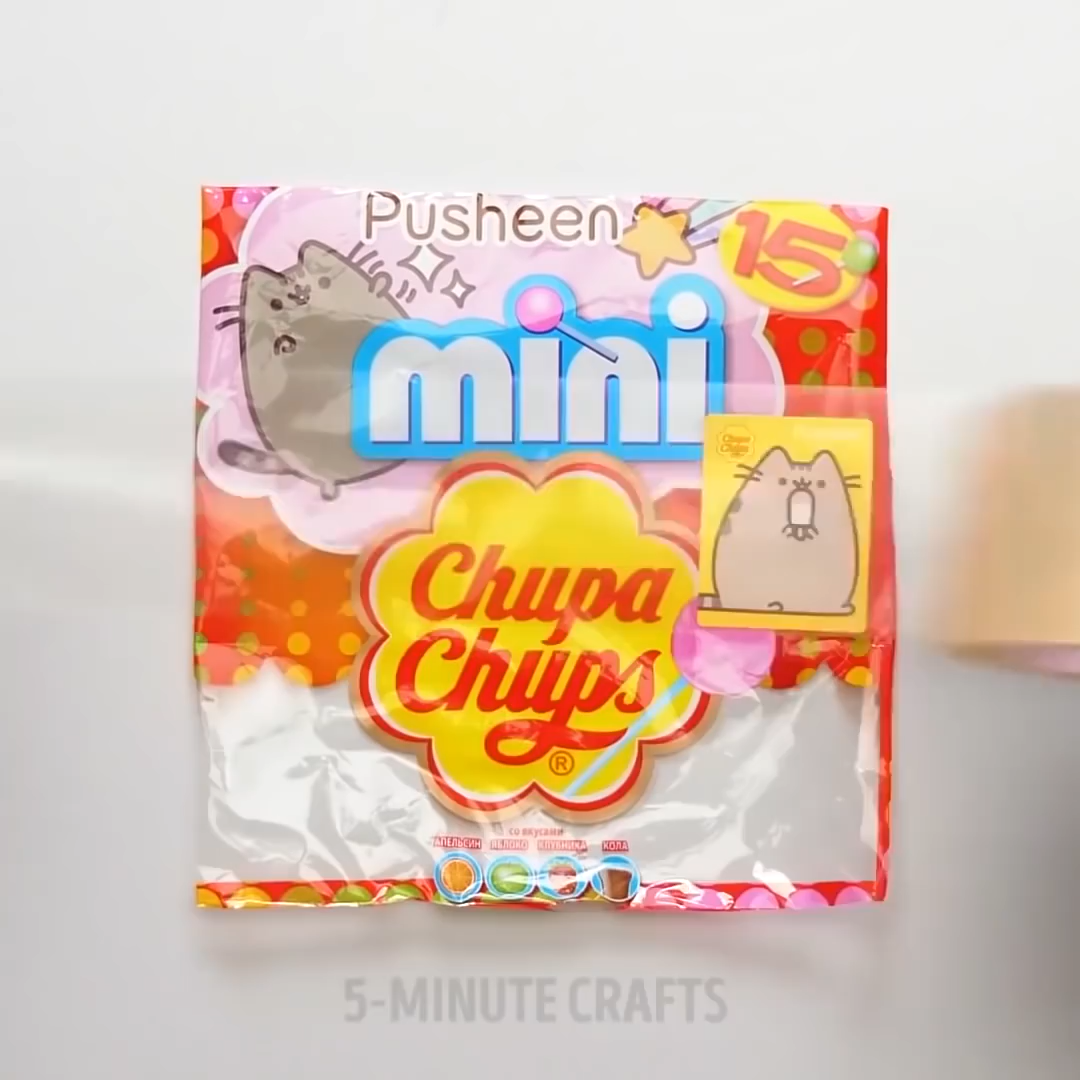 Pusheen
15
mini
Chupa
Chups
Chupa
Chups
®
со вкусами
АПЕЛЬСИН ЯБЛОКО КЛУБНИКА КОЛА
5-MINUTE CRAFTS